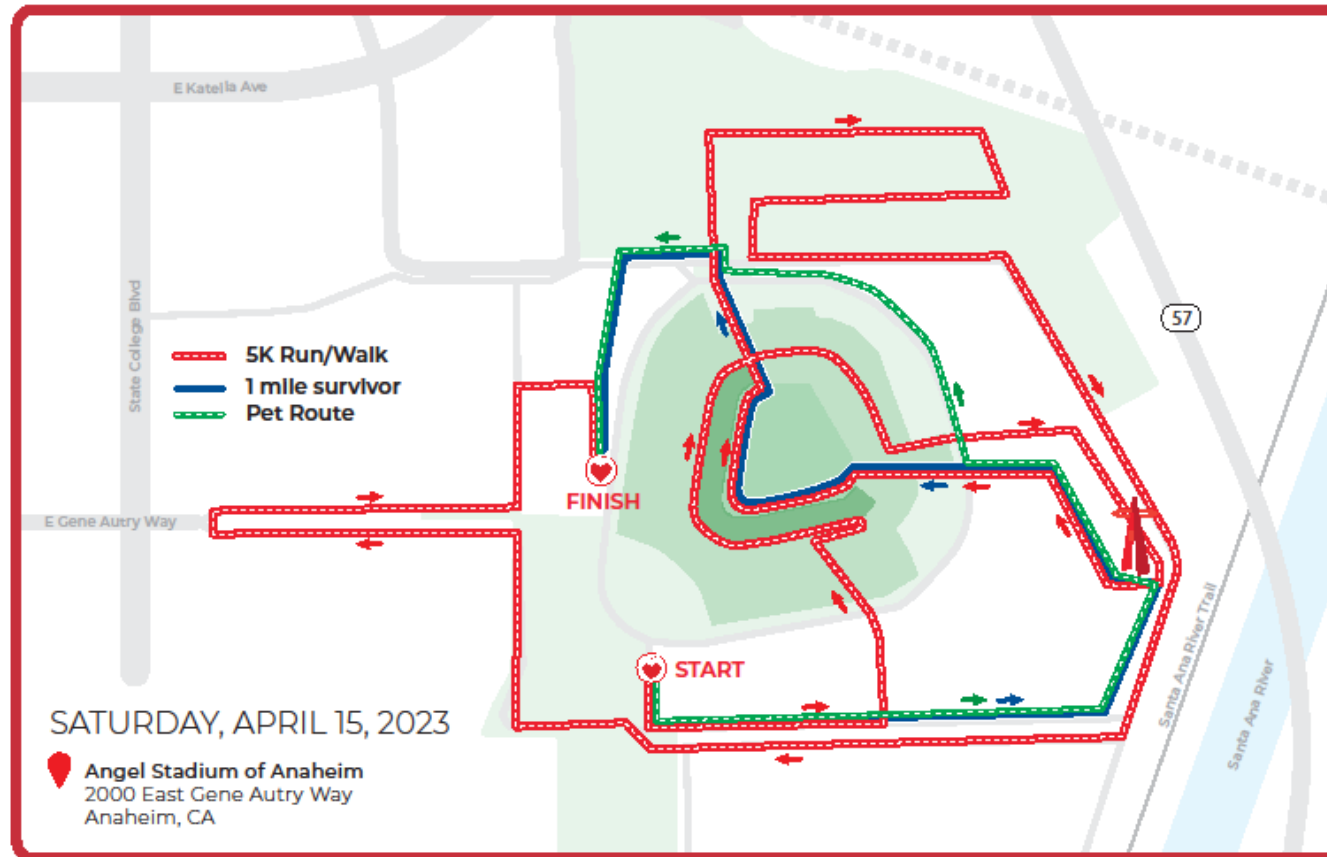 E Katella Ave
State College Blvd
57
5K Run/Walk
1 mile survivor
Pet Route
FINISH
E Gene Autry Way
START
Santa Ana River Trail
Santa Ana River
SATURDAY, APRIL 15, 2023
Angel Stadium of Anaheim
2000 East Gene Autry Way
Anaheim, CA